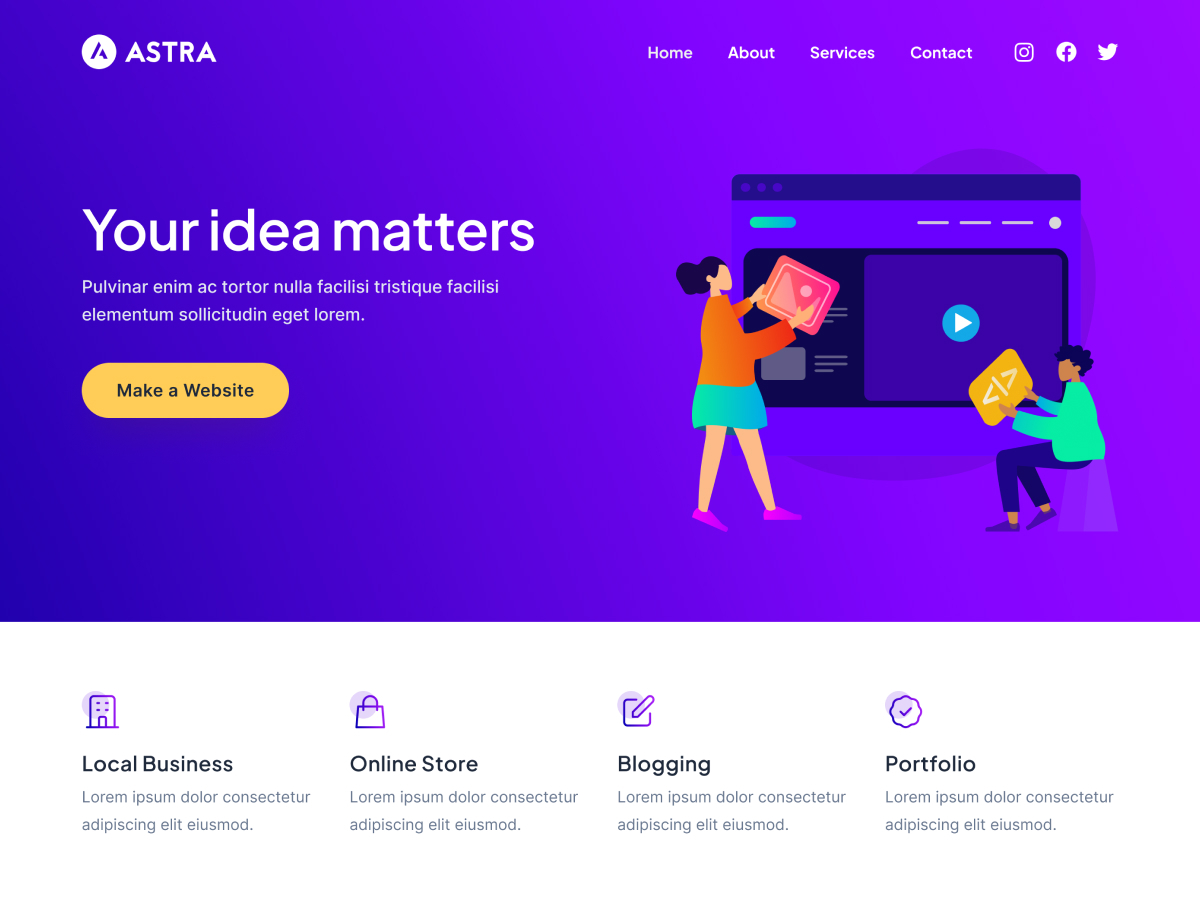 ASTRA
Home About Services Contact
Your idea matters
Pulvinar enim ac tortor nulla facilisi tristique facilisi
elementum sollicitudin eget lorem.
Make a Website
</>
Local Business
Lorem ipsum dolor consectetur
adipiscing elit eiusmod.
Online Store
Lorem ipsum dolor consectetur
adipiscing elit eiusmod.
Blogging
Lorem ipsum dolor consectetur
adipiscing elit eiusmod.
Portfolio
Lorem ipsum dolor consectetur
adipiscing elit eiusmod.